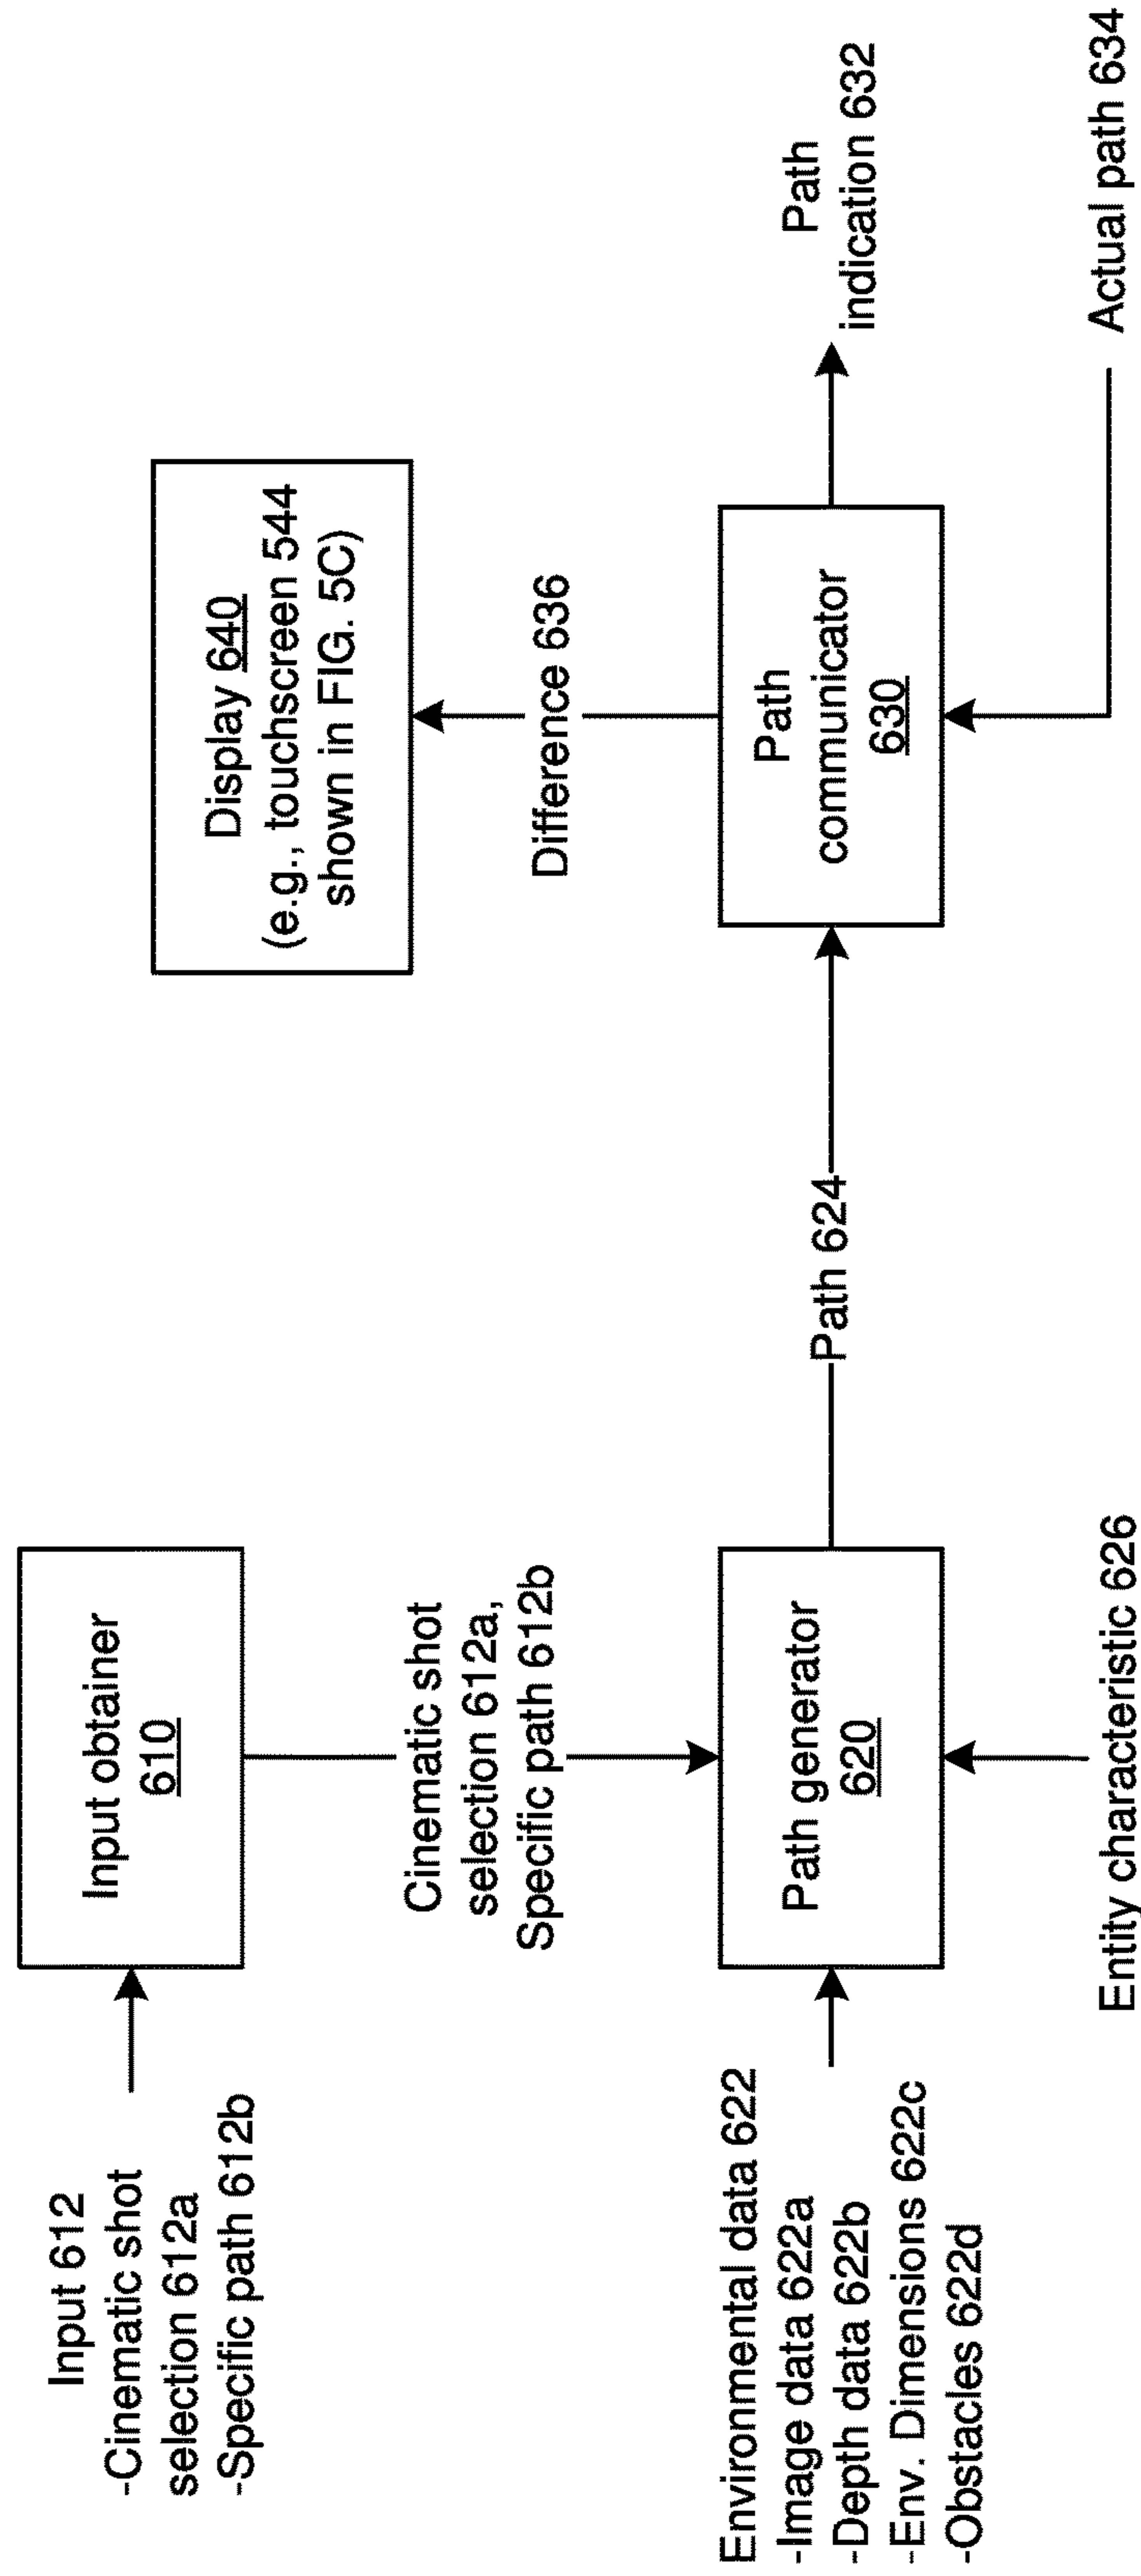 Input 612
-Cinematic shot
selection 612a
-Specific path 612b
Input obtainer
610
Cinematic shot
selection 612a,
Specific path 612b
Environmental data 622
-Image data 622a
-Depth data 622b
-Env. Dimensions 622c
-Obstacles 622d
Path generator
620
Entity characteristic 626
Path 624
Display 640
(e.g., touchscreen 544
shown in FIG. 5C)
Difference 636
Path
communicator
630
Path
indication 632
Actual path 634